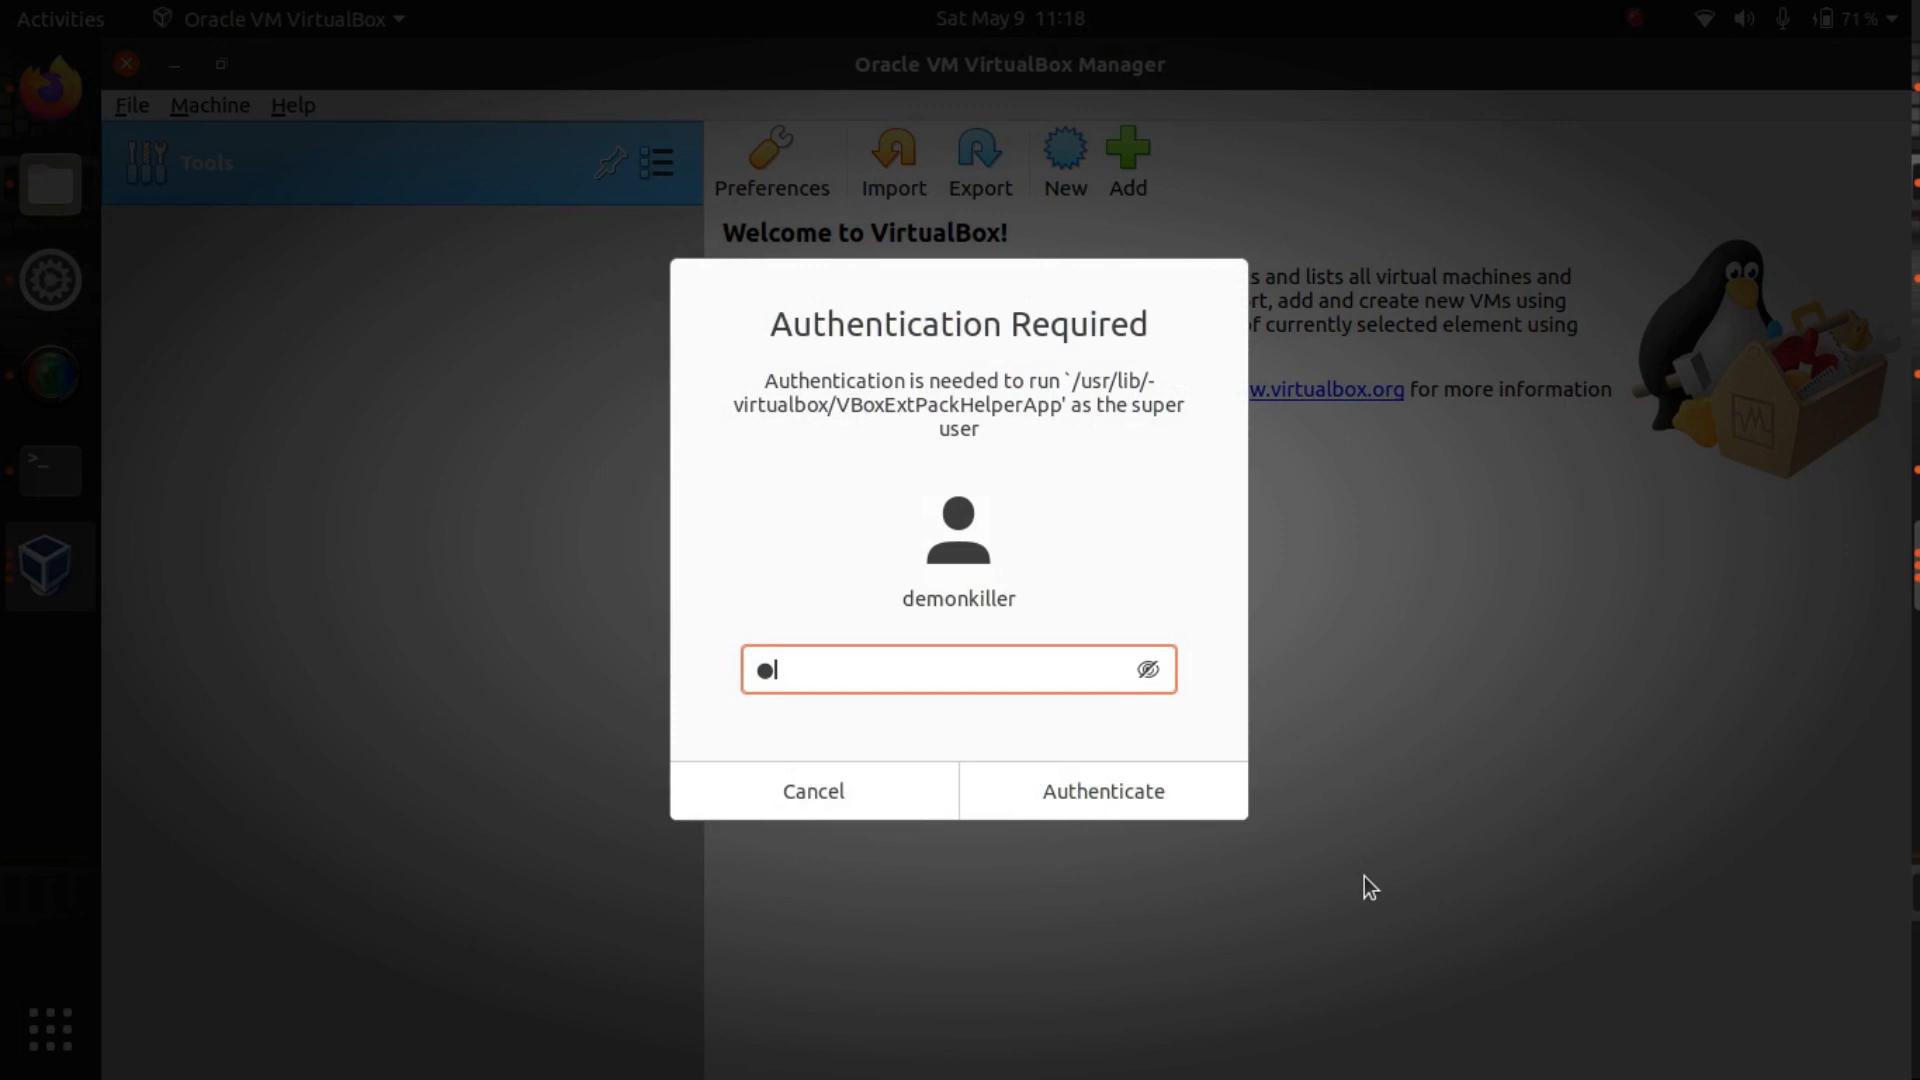 Activities
Oracle VM VirtualBox
Sat May 9 11:18
71 %
Oracle VM VirtualBox Manager
File Machine Help
Tools
Preferences Import Export New Add
Welcome to VirtualBox!
s and lists all virtual machines and
rt, add and create new VMs using
f currently selected element using
w.virtualbox.org for more information
Authentication Required
Authentication is needed to run `/usr/lib/-
virtualbox/VBoxExtPackHelperApp' as the super
user
demonkiller
Cancel Authenticate